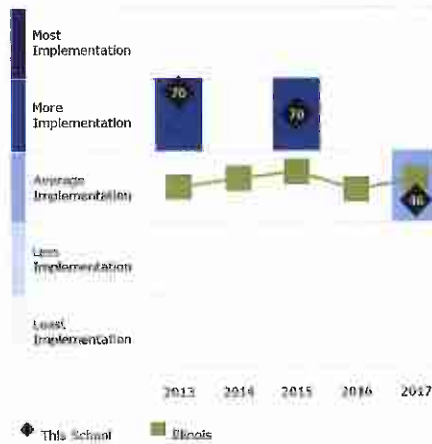 Most
Implementation
70
More
Implementation
70
Average
Implementation
Less
Implementation
Least
Implementation
2013 2014 2015 2016 2017
This School Illinois